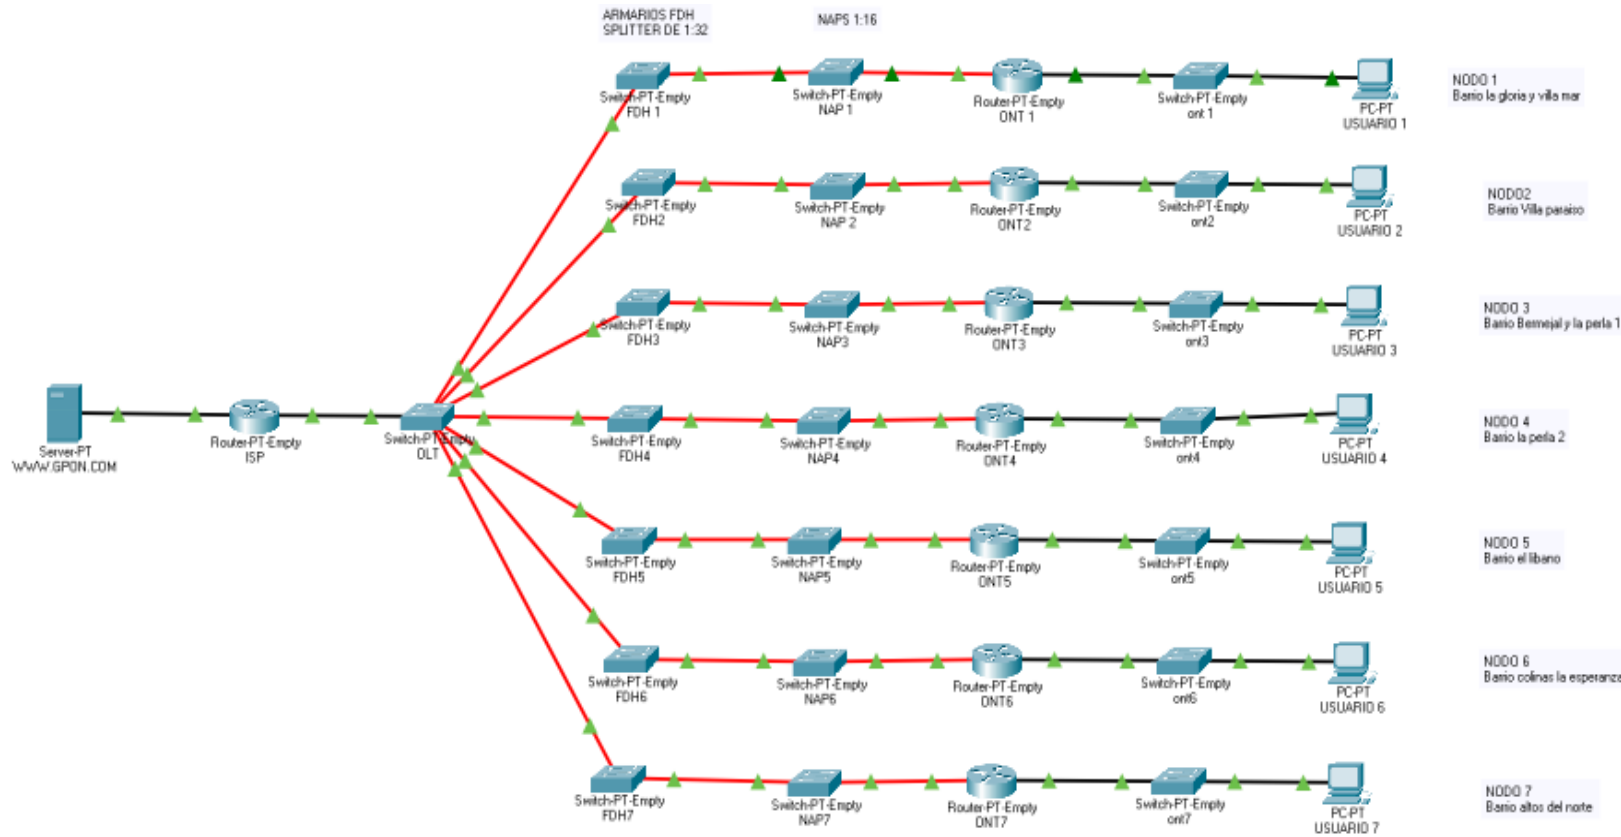 ARMARIOS FDH
SPLITTER DE 1:32
NAPS 1:16
Switch-PT-Empty
FDH 1
Switch-PT-Empty
NAP 1
Router-PT-Empty
ONT 1
Switch-PT-Empty
ont 1
PC-PT
USUARIO 1
NODO 1
Barrio la gloria y villa mar
Switch-PT-Empty
FDH2
Switch-PT-Empty
NAP 2
Router-PT-Empty
ONT2
Switch-PT-Empty
ont2
PC-PT
USUARIO 2
NODO2
Barrio Villa paraiso
Switch-PT-Empty
FDH3
Switch-PT-Empty
NAP3
Router-PT-Empty
ONT3
Switch-PT-Empty
ont3
PC-PT
USUARIO 3
NODO 3
Barrio Bermejal y la perla 1
Server-PT
WWW.GPON.COM
Router-PT-Empty
ISP
Switch-PT-Empty
OLT
Switch-PT-Empty
FDH4
Switch-PT-Empty
NAP4
Router-PT-Empty
ONT4
Switch-PT-Empty
ont4
PC-PT
USUARIO 4
NODO 4
Barrio la perla 2
Switch-PT-Empty
FDH5
Switch-PT-Empty
NAP5
Router-PT-Empty
ONT5
Switch-PT-Empty
ont5
PC-PT
USUARIO 5
NODO 5
Barrio el libano
Switch-PT-Empty
FDH6
Switch-PT-Empty
NAP6
Router-PT-Empty
ONT6
Switch-PT-Empty
ont6
PC-PT
USUARIO 6
NODO 6
Barrio colinas la esperanza
Switch-PT-Empty
FDH7
Switch-PT-Empty
NAP7
Router-PT-Empty
ONT7
Switch-PT-Empty
ont7
PC-PT
USUARIO 7
NODO 7
Barrio altos del norte